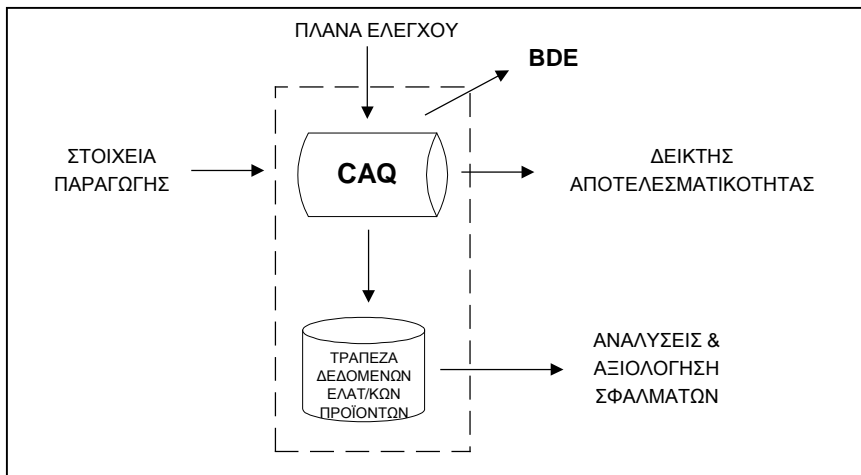 ΠΛΑΝΑ ΕΛΕΓΧΟΥ
BDE
ΣΤΟΙΧΕΙΑ
ΠΑΡΑΓΩΓΗΣ
CAQ
ΔΕΙΚΤΗΣ
ΑΠΟΤΕΛΕΣΜΑΤΙΚΟΤΗΤΑΣ
ΤΡΑΠΕΖΑ
ΔΕΔΟΜΕΝΩΝ
ΕΛΑΤ/ΚΩΝ
ΠΡΟΪΟΝΤΩΝ
ΑΝΑΛΥΣΕΙΣ &
ΑΞΙΟΛΟΓΗΣΗ
ΣΦΑΛΜΑΤΩΝ